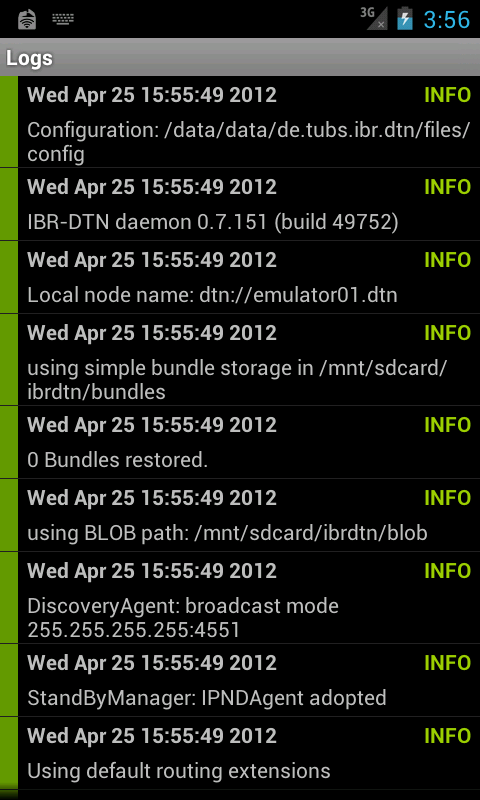 3G
3:56
Logs
Wed Apr 25 15:55:49 2012 INFO
Configuration: /data/data/de.tubs.ibr.dtn/files/
config
Wed Apr 25 15:55:49 2012 INFO
IBR-DTN daemon 0.7.151 (build 49752)
Wed Apr 25 15:55:49 2012 INFO
Local node name: dtn://emulator01.dtn
Wed Apr 25 15:55:49 2012 INFO
using simple bundle storage in /mnt/sdcard/
ibrdtn/bundles
Wed Apr 25 15:55:49 2012 INFO
0 Bundles restored.
Wed Apr 25 15:55:49 2012 INFO
using BLOB path: /mnt/sdcard/ibrdtn/blob
Wed Apr 25 15:55:49 2012 INFO
DiscoveryAgent: broadcast mode
255.255.255.255:4551
Wed Apr 25 15:55:49 2012 INFO
StandByManager: IPNDAgent adopted
Wed Apr 25 15:55:49 2012 INFO
Using default routing extensions